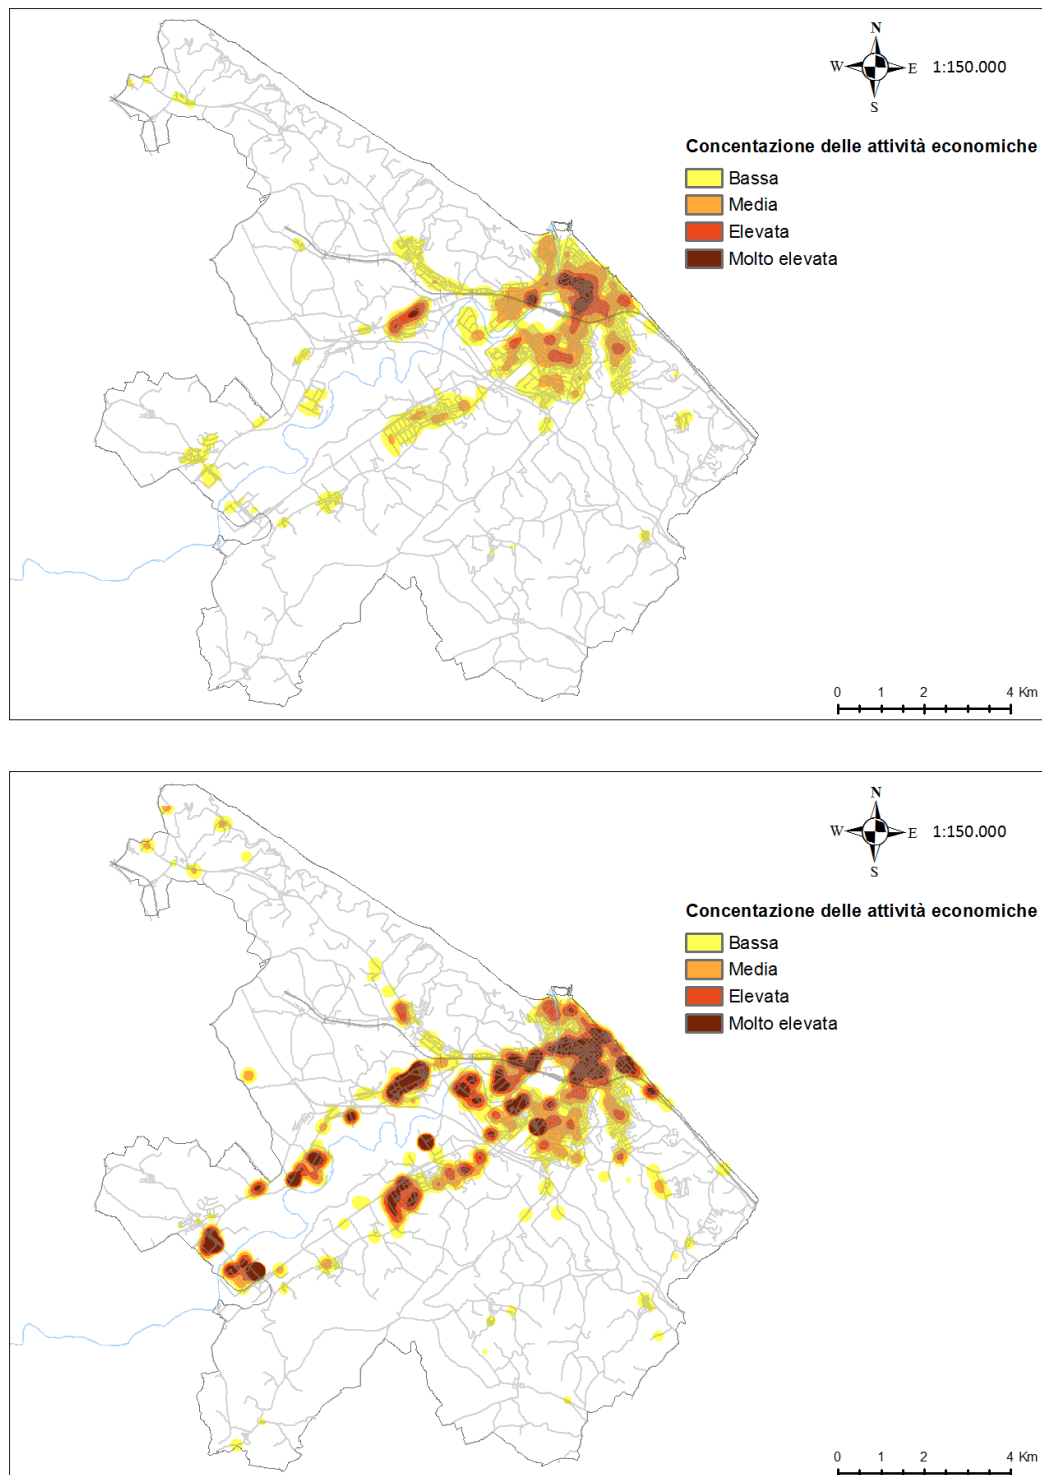 N
W E 1:150.000
S
Concentazione delle attività economiche
Bassa
Media
Elevata
Molto elevata
0 1 2 4 Km
N
W E 1:150.000
S
Concentazione delle attività economiche
Bassa
Media
Elevata
Molto elevata
0 1 2 4 Km